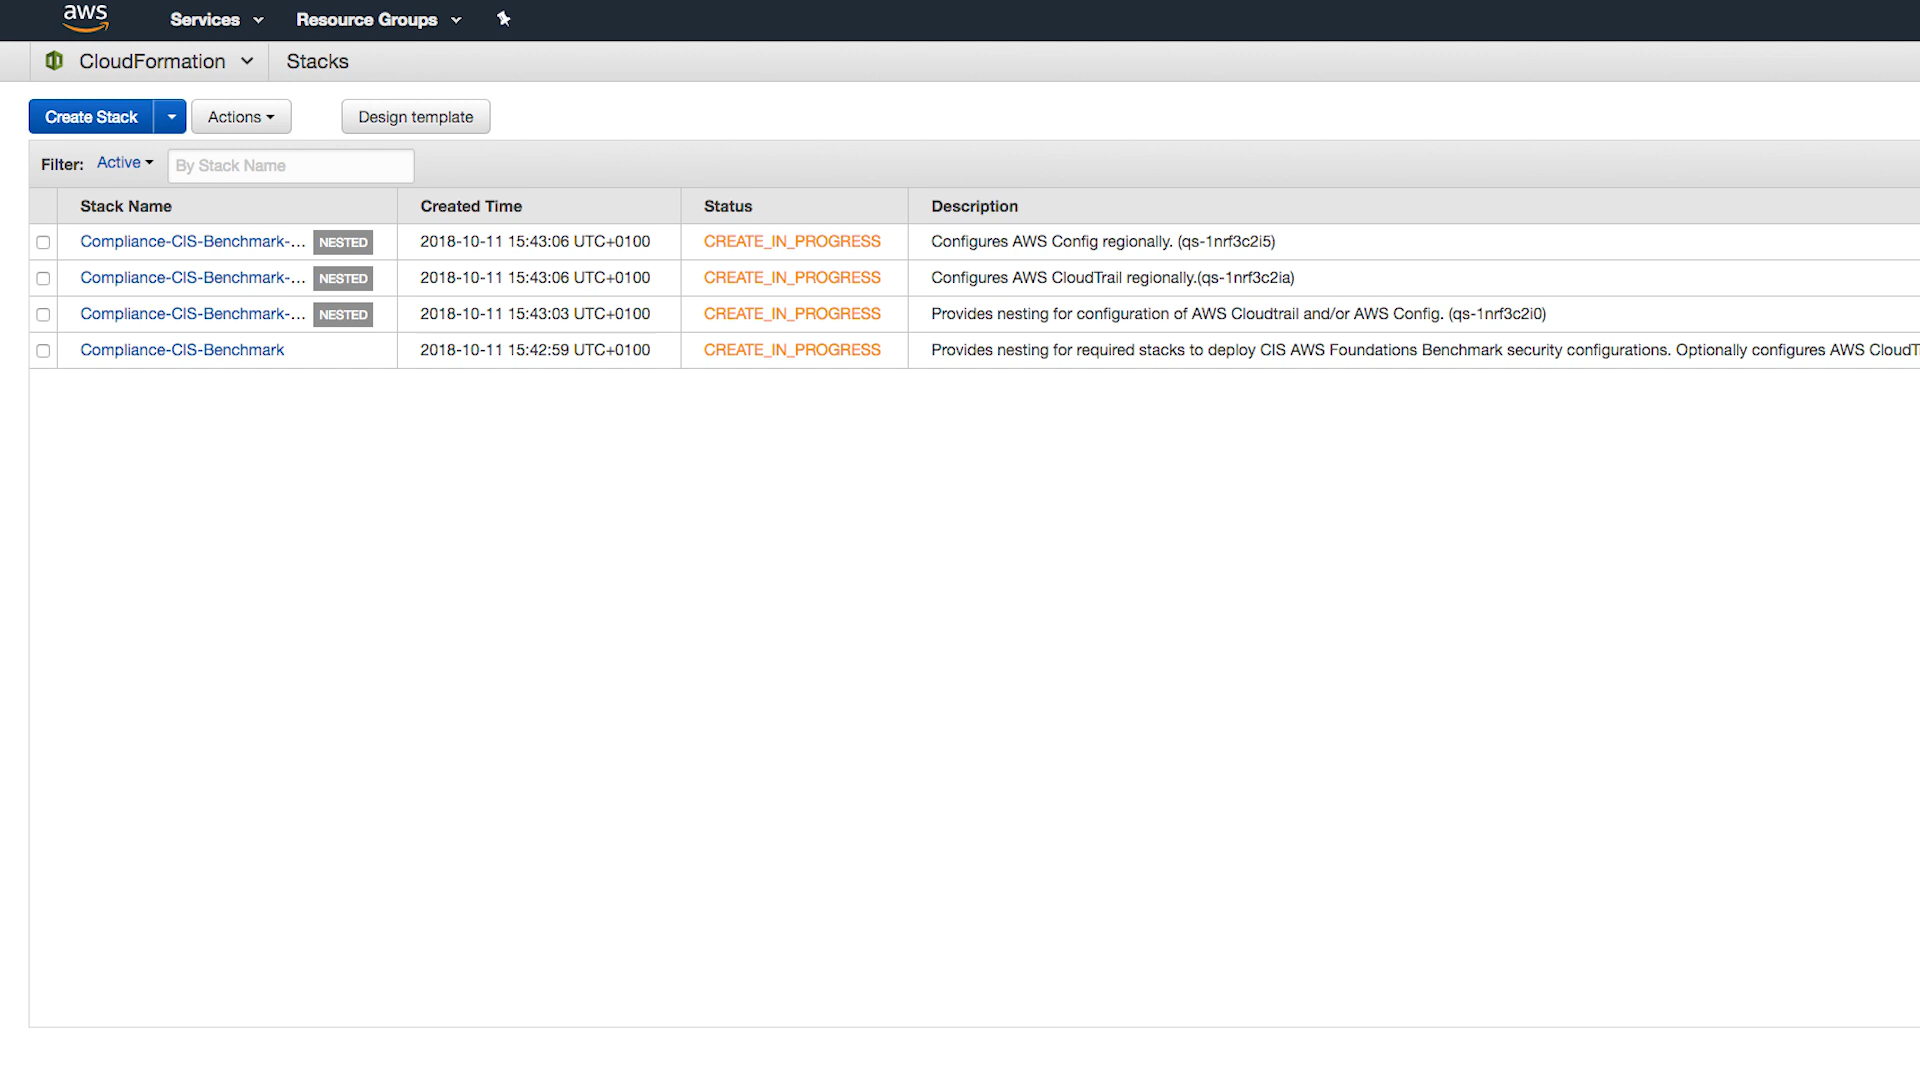 aws Services Resource Groups
CloudFormation Stacks
Create Stack Actions Design template
Filter: Active By Stack Name
Stack Name Created Time Status Description
Compliance-CIS-Benchmark-... NESTED 2018-10-11 15:43:06 UTC+0100 CREATE_IN_PROGRESS Configures AWS Config regionally. (qs-1nrf3c2i5)
Compliance-CIS-Benchmark-... NESTED 2018-10-11 15:43:06 UTC+0100 CREATE_IN_PROGRESS Configures AWS CloudTrail regionally.(qs-1nrf3c2ia)
Compliance-CIS-Benchmark-... NESTED 2018-10-11 15:43:03 UTC+0100 CREATE_IN_PROGRESS Provides nesting for configuration of AWS Cloudtrail and/or AWS Config. (qs-1nrf3c2i0)
Compliance-CIS-Benchmark 2018-10-11 15:42:59 UTC+0100 CREATE_IN_PROGRESS Provides nesting for required stacks to deploy CIS AWS Foundations Benchmark security configurations. Optionally configures AWS CloudT